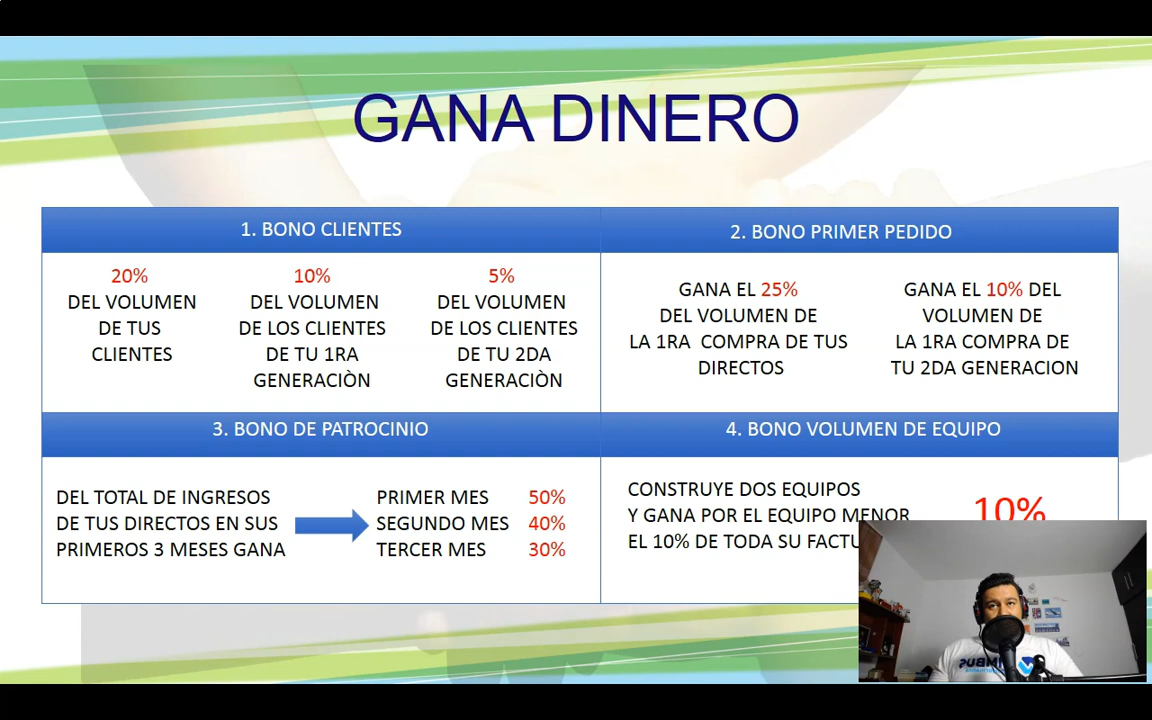 GANA DINERO
1. BONO CLIENTES
20%
DEL VOLUMEN
DE TUS
CLIENTES
10%
DEL VOLUMEN
DE LOS CLIENTES
DE TU 1RA
GENERACIÒN
5%
DEL VOLUMEN
DE LOS CLIENTES
DE TU 2DA
GENERACIÒN
2. BONO PRIMER PEDIDO
GANA EL 25%
DEL VOLUMEN DE
LA 1RA COMPRA DE TUS
DIRECTOS
GANA EL 10% DEL
VOLUMEN DE
LA 1RA COMPRA DE
TU 2DA GENERACION
3. BONO DE PATROCINIO
DEL TOTAL DE INGRESOS
DE TUS DIRECTOS EN SUS
PRIMEROS 3 MESES GANA
PRIMER MES 50%
SEGUNDO MES 40%
TERCER MES 30%
4. BONO VOLUMEN DE EQUIPO
CONSTRUYE DOS EQUIPOS
Y GANA POR EL EQUIPO MENOR
EL 10% DE TODA SU
10%